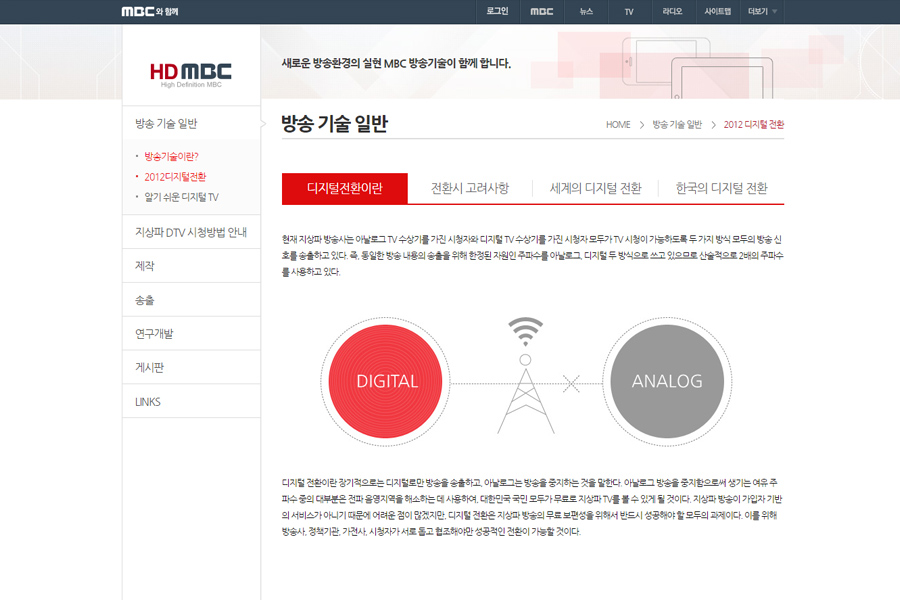 MBC와 함께
로그인 MBC 뉴스 TV 라디오 사이트맵 더보기
HD MBC
High Definition MBC
새로운 방송환경의 실현 MBC 방송기술이 함께 합니다.
방송 기술 일반
방송기술이란?
2012디지털전환
알기 쉬운 디지털 TV
지상파 DTV 시청방법 안내
제작
송출
연구개발
게시판
LINKS
방송 기술 일반
HOME > 방송 기술 일반 > 2012 디지털 전환
디지털전환이란 전환시 고려사항 세계의 디지털 전환 한국의 디지털 전환
현재 지상파 방송사는 아날로그 TV 수상기를 가진 시청자와 디지털 TV 수상기를 가진 시청자 모두가 TV 시청이 가능하도록 두 가지 방식 모두의 방송 신
호를 송출하고 있다. 즉, 동일한 방송 내용의 송출을 위해 한정된 자원인 주파수를 아날로그, 디지털 두 방식으로 쓰고 있으므로 산술적으로 2배의 주파수
를 사용하고 있다.
DIGITAL
ANALOG
디지털 전환이란 장기적으로는 디지털로만 방송을 송출하고, 아날로그는 방송을 중지하는 것을 말한다. 아날로그 방송을 중지함으로써 생기는 여유 주
파수 중의 대부분은 전파 음영지역을 해소하는 데 사용하여, 대한민국 국민 모두가 무료로 지상파 TV를 볼 수 있게 될 것이다. 지상파 방송이 가입자 기반
의 서비스가 아니기 때문에 어려운 점이 많겠지만, 디지털 전환은 지상파 방송의 무료 보편성을 위해서 반드시 성공해야 할 모두의 과제이다. 이를 위해
방송사, 정책기관, 가전사, 시청자가 서로 돕고 협조해야만 성공적인 전환이 가능할 것이다.